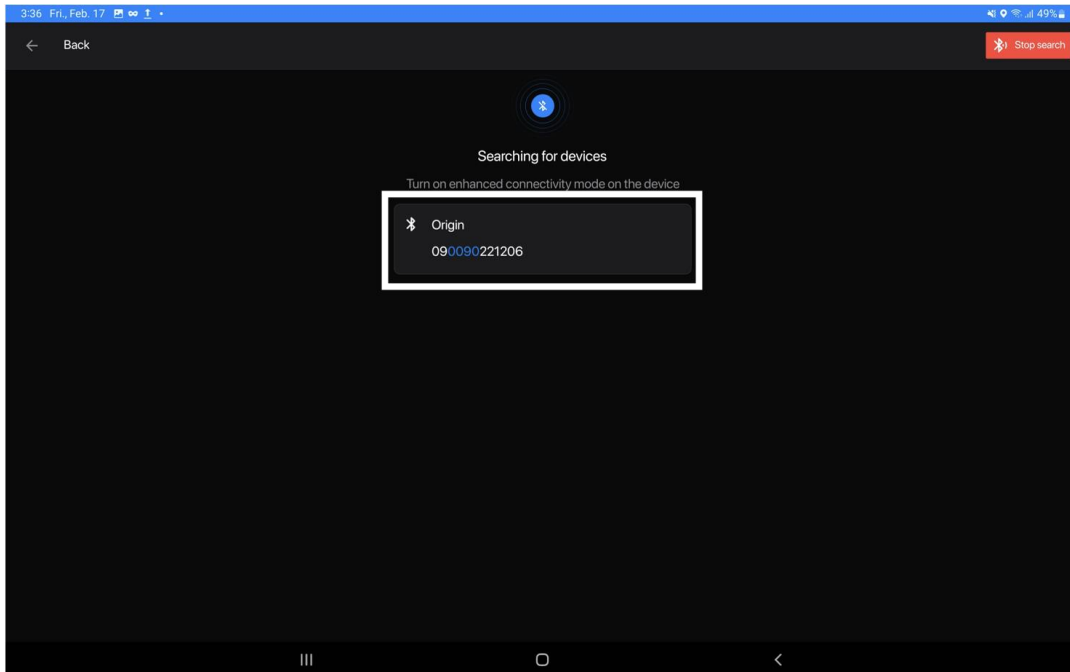 3:36 Fri., Feb. 17 49%
Back
Stop search
Searching for devices
Turn on enhanced connectivity mode on the device
Origin
090090221206